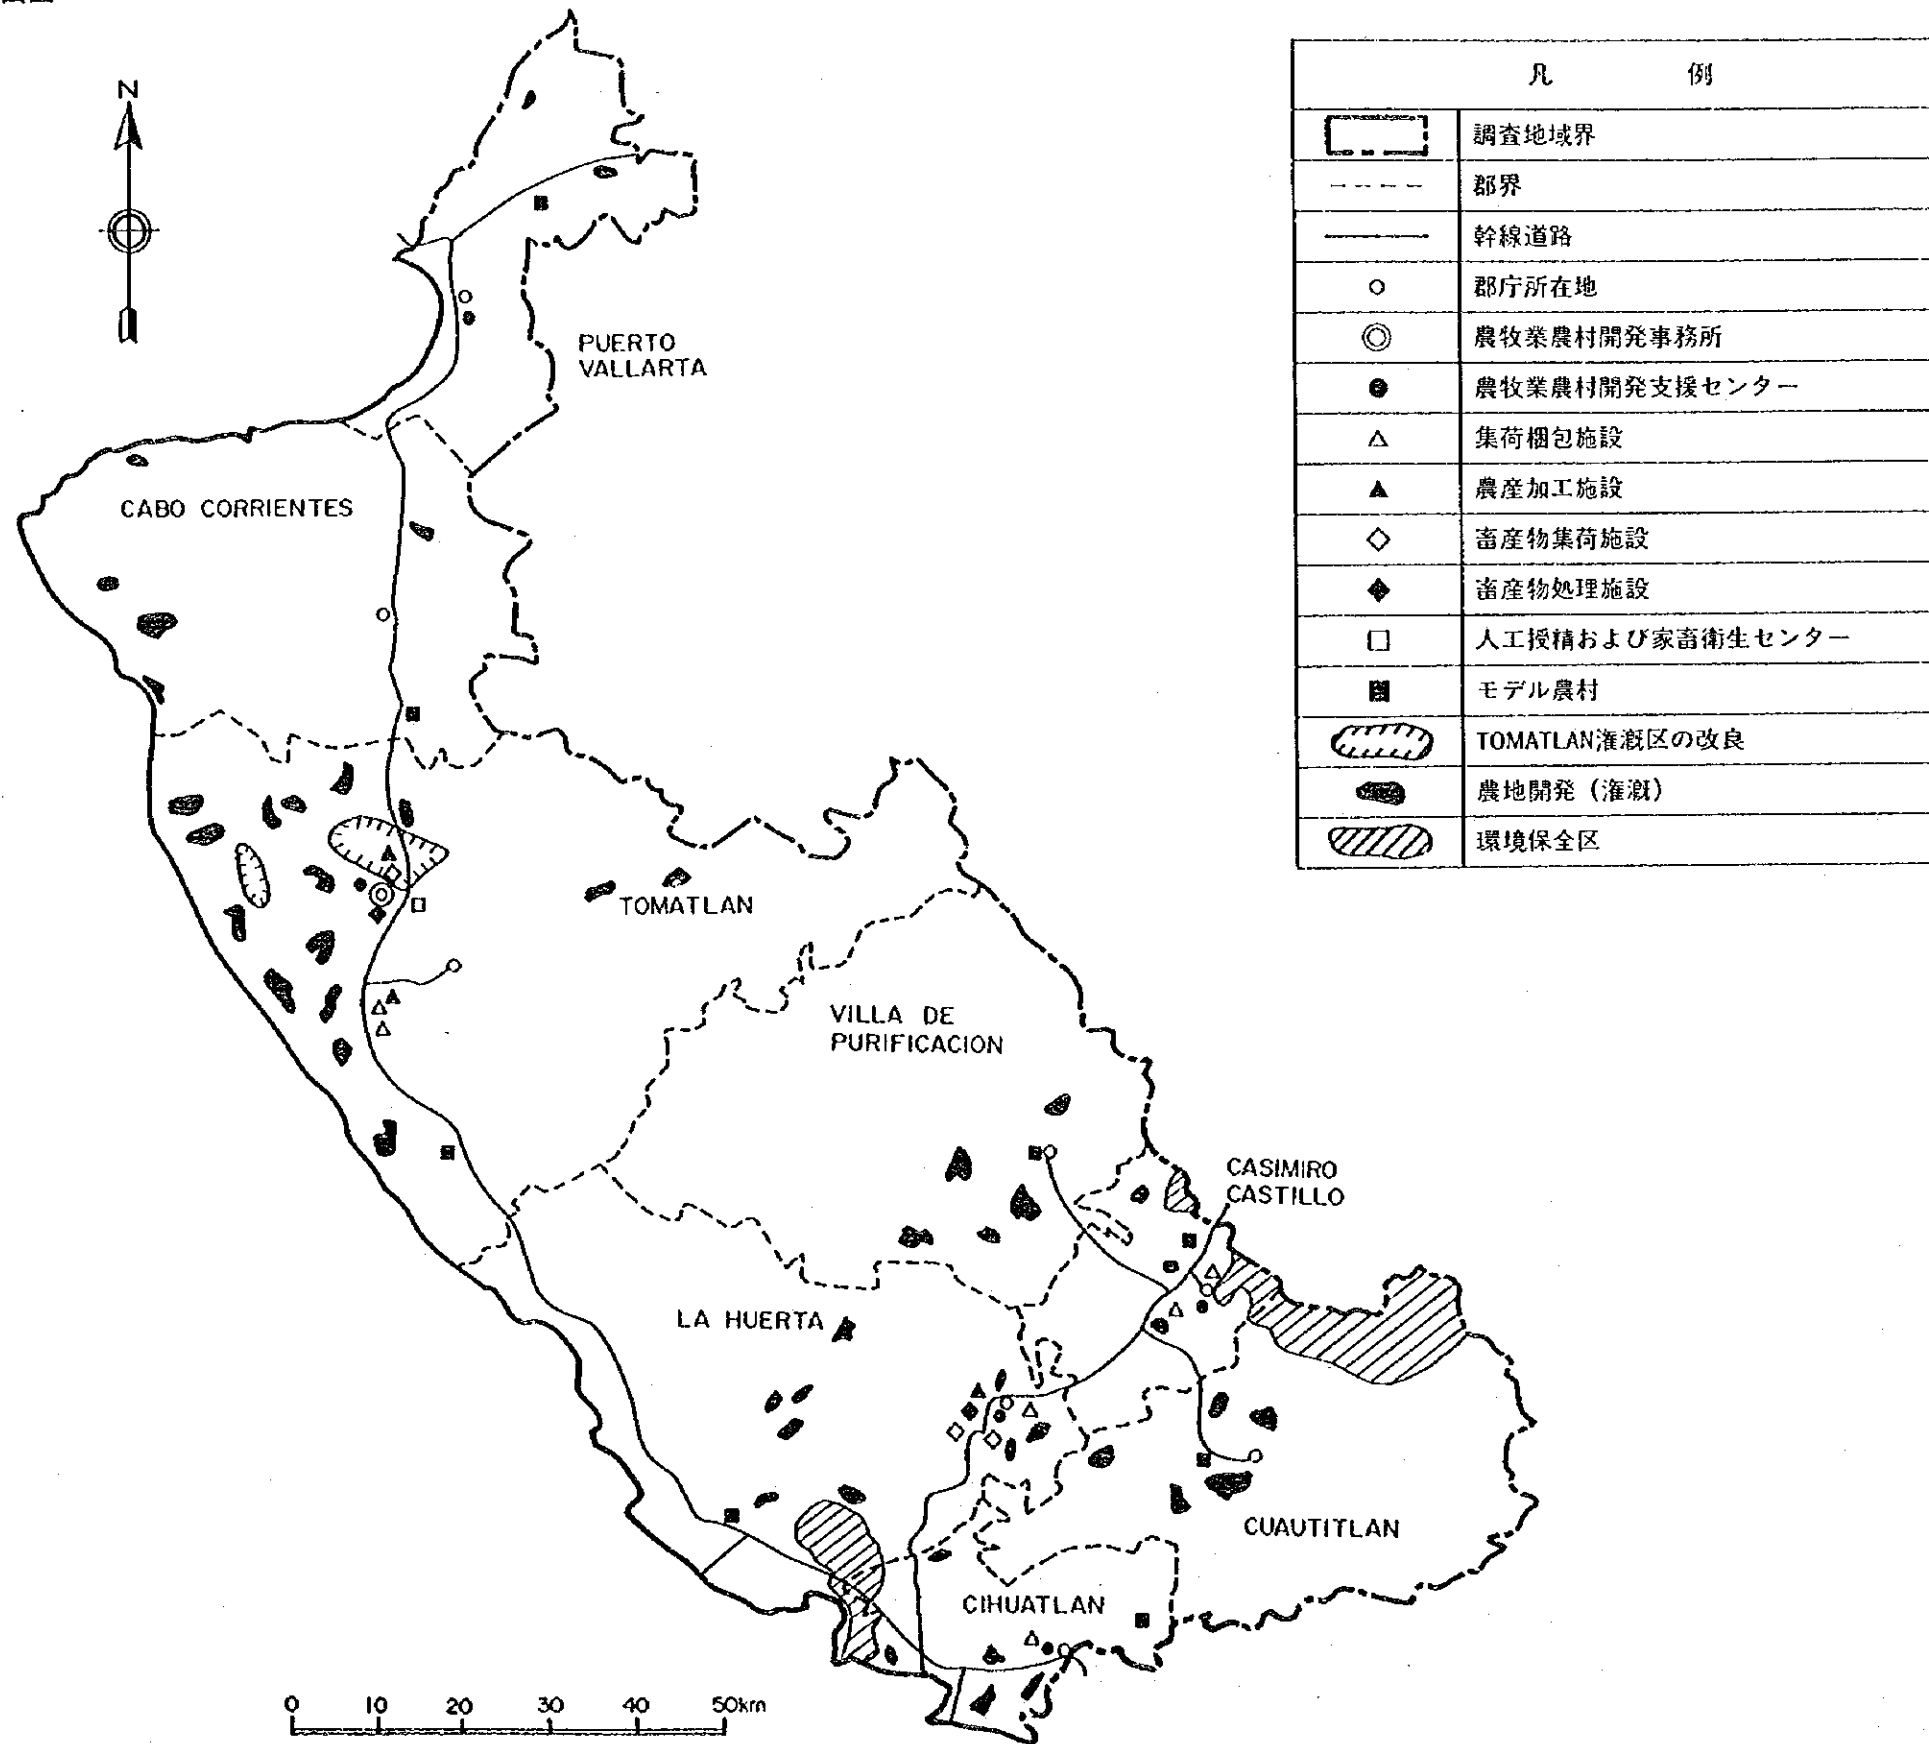 N
凡 例
調査地域界
郡界
幹線道路
郡庁所在地
農牧業農村開発事務所
農牧業農村開発支援センター
集荷梱包施設
農産加工施設
畜産物集荷施設
畜産物処理施設
人工授精および家畜衛生センター
モデル農村
TOMATLAN潅漑区の改良
農地開発（潅漑）
環境保全区
PUERTO
VALLARTA
CABO CORRIENTES
TOMATLAN
VILLA DE
PURIFICACION
CASIMIRO
CASTILLO
LA HUERTA
CUAUTITLAN
CIHUATLAN
0 10 20 30 40 50km